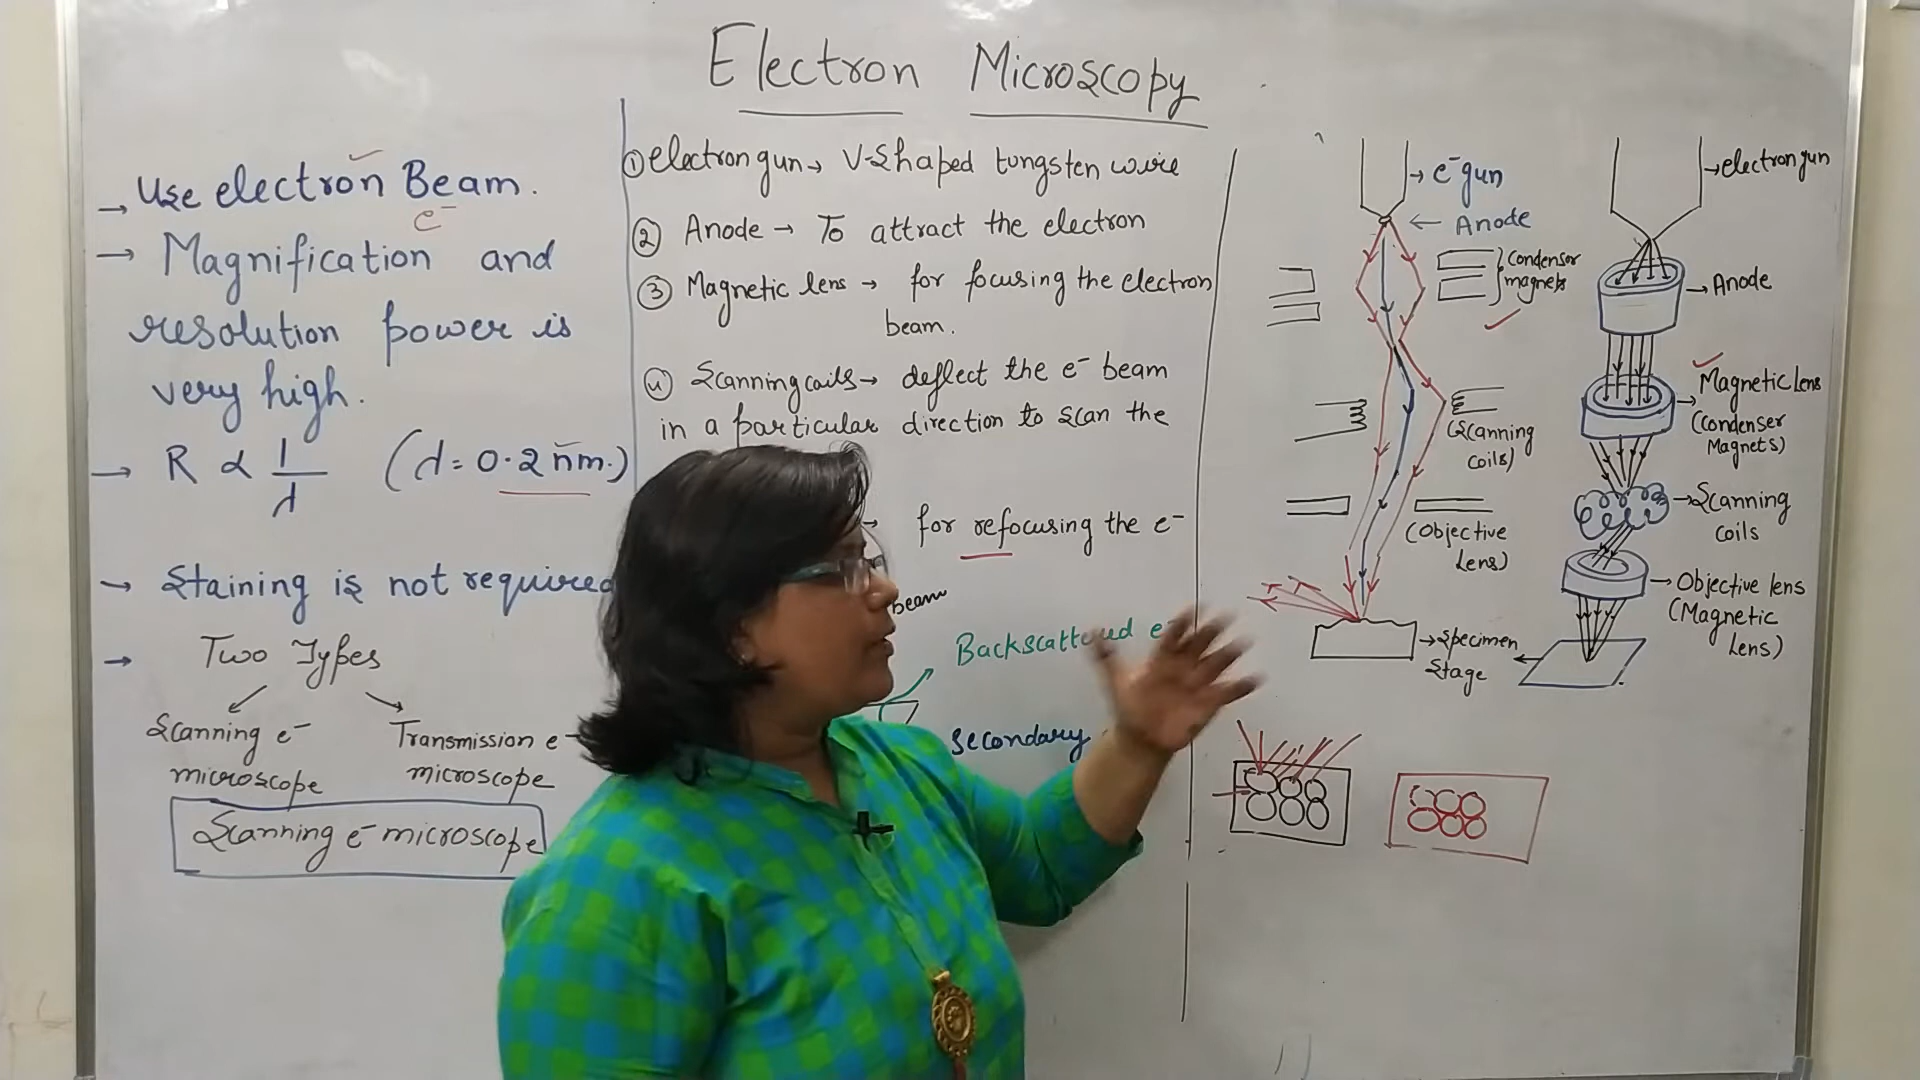 Electron Microscopy
→ Use electron Beam.
e⁻
→ Magnification and
resolution power is
very high.
→ R ∝ 1/λ (d = 0.2 nm.)
→ Staining is not required
→ Two Types
Scanning e⁻
microscope
Transmission e⁻
microscope
Scanning e⁻ microscope
① electron gun → V-Shaped tungsten wire
② Anode → To attract the electron
③ Magnetic lens → for focusing the electron
beam.
④ Scanning coils → deflect the e⁻ beam
in a particular direction to scan the
→ for refocusing the e⁻
beam
Backscattered e⁻
Secondary
→ e⁻ gun
← Anode
Condenser
magnets
(Scanning
coils)
(Objective
Lens)
→ Specimen
Stage
→ electron gun
→ Anode
→ Magnetic Lens
(Condenser
Magnets)
→ Scanning
coils
→ Objective lens
(Magnetic
Lens)